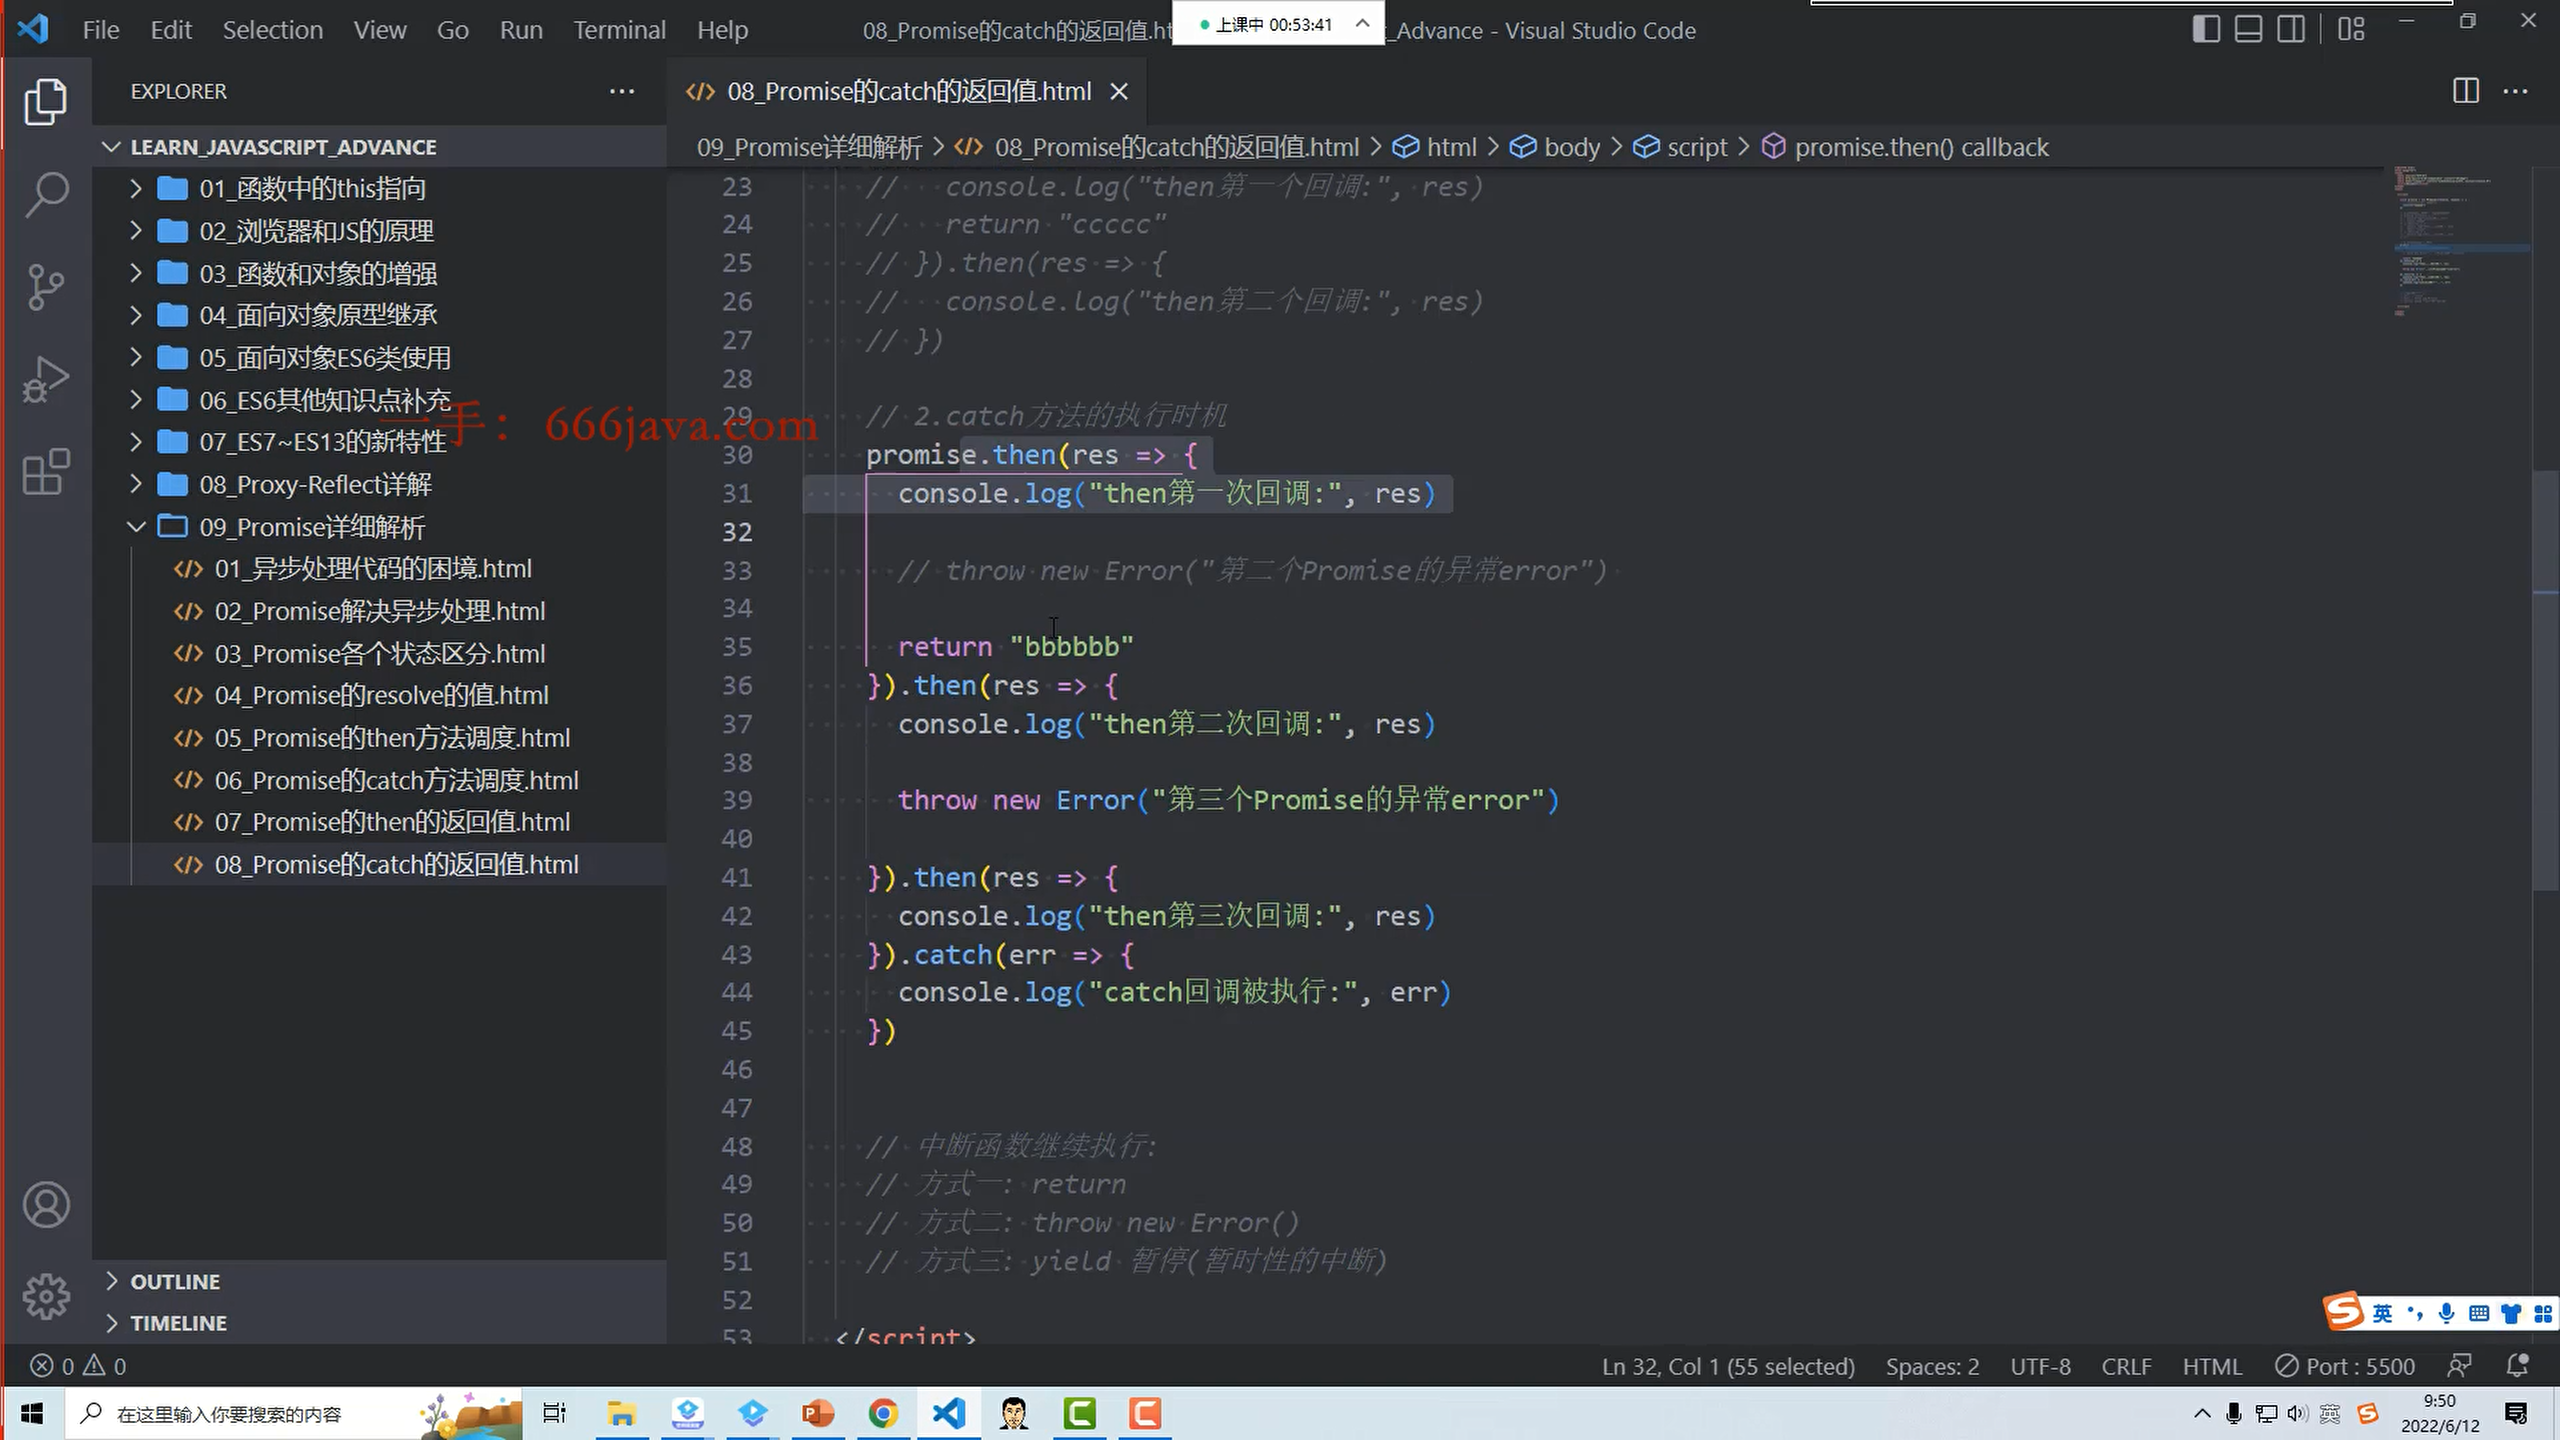 File Edit Selection View Go Run Terminal Help
08_Promise的catch的返回值.ht
上课中 00:53:41
_Advance - Visual Studio Code
EXPLORER
LEARN_JAVASCRIPT_ADVANCE
01_函数中的this指向
02_浏览器和JS的原理
03_函数和对象的增强
04_面向对象原型继承
05_面向对象ES6类使用
06_ES6其他知识点补充
07_ES7~ES13的新特性
08_Proxy-Reflect详解
09_Promise详细解析
01_异步处理代码的困境.html
02_Promise解决异步处理.html
03_Promise各个状态区分.html
04_Promise的resolve的值.html
05_Promise的then方法调度.html
06_Promise的catch方法调度.html
07_Promise的then的返回值.html
08_Promise的catch的返回值.html
OUTLINE
TIMELINE
一手：666java.com
08_Promise的catch的返回值.html
09_Promise详细解析 > 08_Promise的catch的返回值.html > html > body > script > promise.then() callback
23 //   console.log("then第一个回调:", res)
24 //   return "ccccc"
25 // }).then(res => {
26 //   console.log("then第二个回调:", res)
27 // })
28
29 // 2.catch方法的执行时机
30 promise.then(res => {
31   console.log("then第一次回调:", res)
32
33   // throw new Error("第二个Promise的异常error")
34
35   return "bbbbbb"
36 }).then(res => {
37   console.log("then第二次回调:", res)
38
39   throw new Error("第三个Promise的异常error")
40
41 }).then(res => {
42   console.log("then第三次回调:", res)
43 }).catch(err => {
44   console.log("catch回调被执行:", err)
45 })
46
47
48 // 中断函数继续执行:
49 // 方式一: return
50 // 方式二: throw new Error()
51 // 方式三: yield 暂停(暂时性的中断)
52
53 </script>
英
0 0
Ln 32, Col 1 (55 selected) Spaces: 2 UTF-8 CRLF HTML Port : 5500
在这里输入你要搜索的内容
英
9:50
2022/6/12